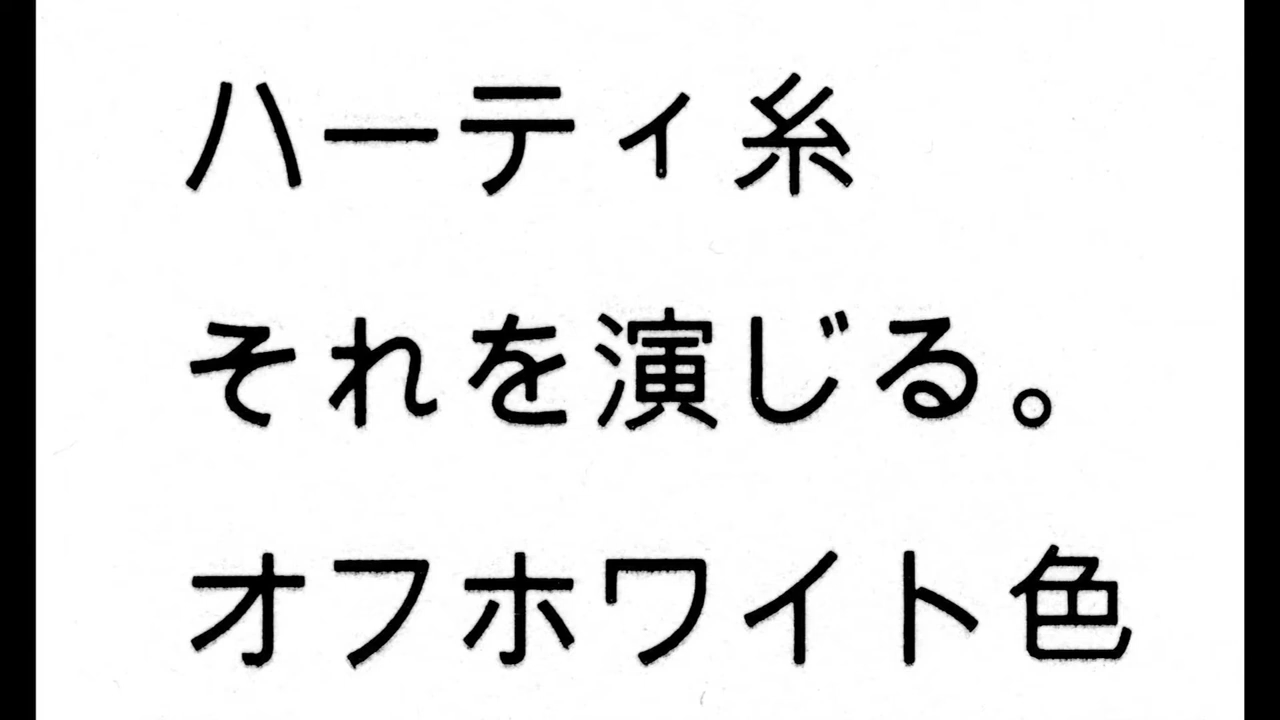 ハーティ糸
それを演じる。
オフホワイト色